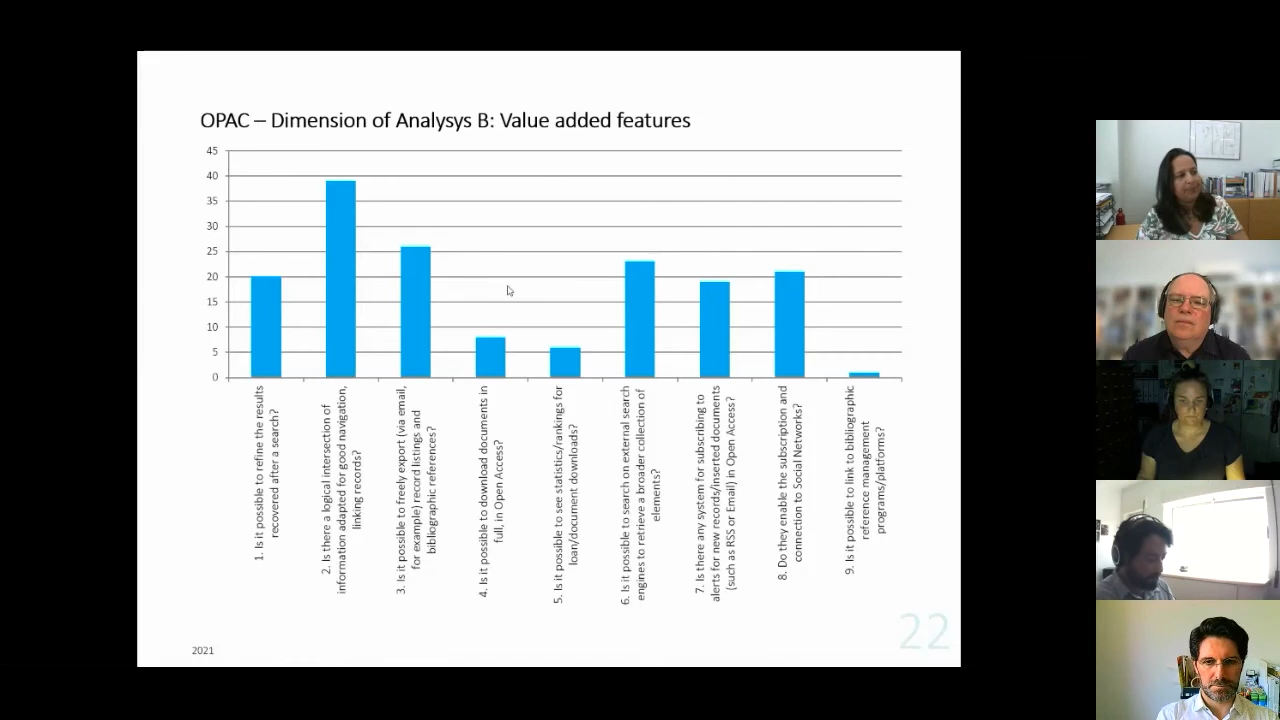 OPAC – Dimension of Analysys B: Value added features
45
40
35
30
25
20
15
10
5
0
1. Is it possible to refine the results
recovered after a search?
2. Is there a logical intersection of
information adapted for good navigation,
linking records?
3. Is it possible to freely export (via email,
for example) record listings and
bibliographic references?
4. Is it possible to download documents in
full, in Open Access?
5. Is it possible to see statistics/rankings for
loan/document downloads?
6. Is it possible to search on external search
engines to retrieve a broader collection of
elements?
7. Is there any system for subscribing to
alerts for new records/inserted documents
(such as RSS or Email) in Open Access?
8. Do they enable the subscription and
connection to Social Networks?
9. Is it possible to link to bibliographic
reference management
programs/platforms?
2021
22